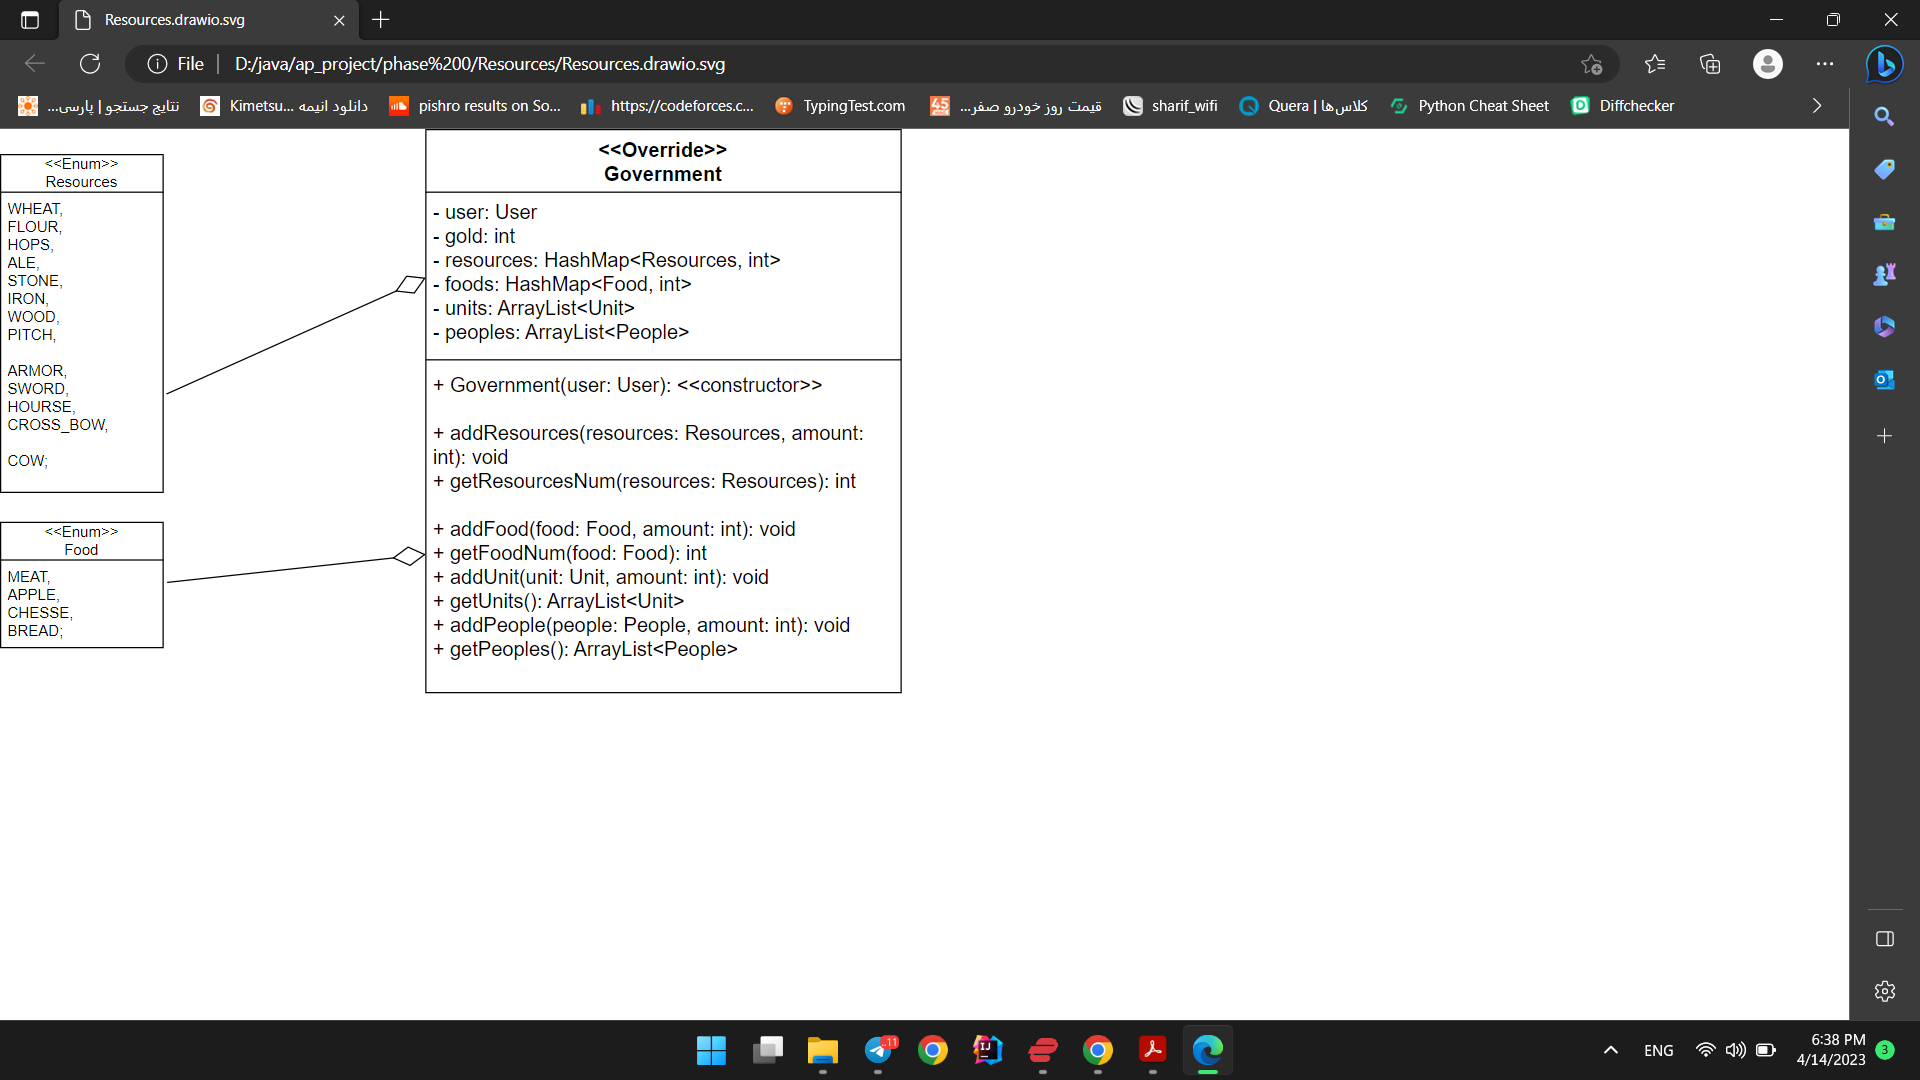 Resources.drawio.svg
File
D:/java/ap_project/phase%200/Resources/Resources.drawio.svg
نتایج جستجو | پارسی...
دانلود انیمه Kimetsu...
pishro results on So...
https://codeforces.c...
TypingTest.com
قیمت روز خودرو صفر...
sharif_wifi
Quera | کلاس‌ها
Python Cheat Sheet
Diffchecker
<<Enum>>
Resources
WHEAT,
FLOUR,
HOPS,
ALE,
STONE,
IRON,
WOOD,
PITCH,
ARMOR,
SWORD,
HOURSE,
CROSS_BOW,
COW;
<<Enum>>
Food
MEAT,
APPLE,
CHESSE,
BREAD;
<<Override>>
Government
- user: User
- gold: int
- resources: HashMap<Resources, int>
- foods: HashMap<Food, int>
- units: ArrayList<Unit>
- peoples: ArrayList<People>
+ Government(user: User): <<constructor>>
+ addResources(resources: Resources, amount:
int): void
+ getResourcesNum(resources: Resources): int
+ addFood(food: Food, amount: int): void
+ getFoodNum(food: Food): int
+ addUnit(unit: Unit, amount: int): void
+ getUnits(): ArrayList<Unit>
+ addPeople(people: People, amount: int): void
+ getPeoples(): ArrayList<People>
..11
ENG
6:38 PM
4/14/2023
3